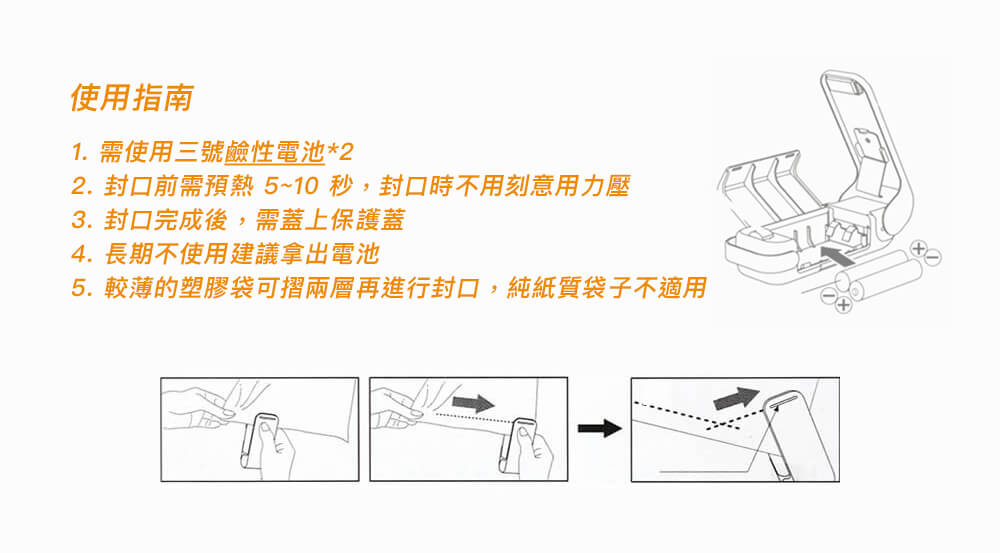 使用指南
1. 需使用三號鹼性電池*2
2. 封口前需預熱 5~10 秒，封口時不用刻意用力壓
3. 封口完成後，需蓋上保護蓋
4. 長期不使用建議拿出電池
5. 較薄的塑膠袋可摺兩層再進行封口，純紙質袋子不適用